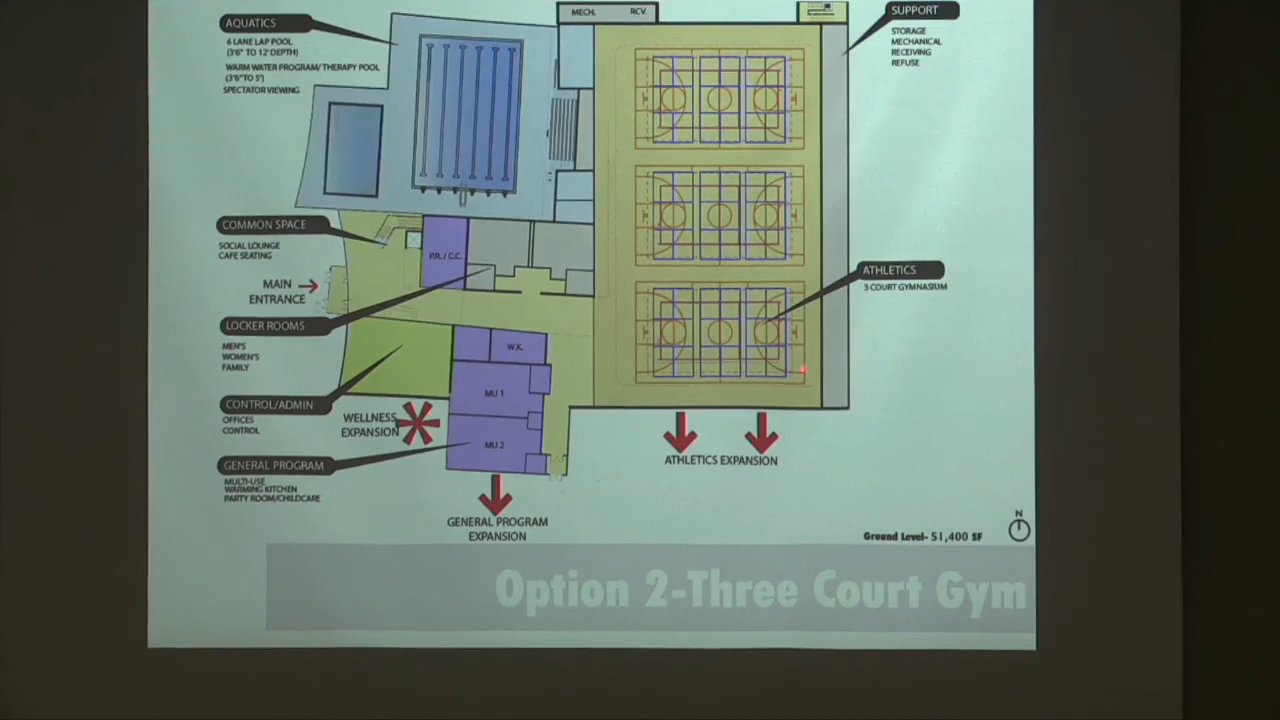 MECH. RCV.
SUPPORT
STORAGE
MECHANICAL
RECEIVING
REFUSE
AQUATICS
6 LANE LAP POOL
(3'6" TO 12' DEPTH)
WARM WATER PROGRAM/ THERAPY POOL
(3'6"TO 5')
SPECTATOR VIEWING
COMMON SPACE
SOCIAL LOUNGE
CAFE SEATING
P.R. / C.C.
MAIN
ENTRANCE
ATHLETICS
3 COURT GYMNASIUM
LOCKER ROOMS
MEN'S
WOMEN'S
FAMILY
W.K.
MU 1
CONTROL/ADMIN
OFFICES
CONTROL
WELLNESS
EXPANSION
MU 2
GENERAL PROGRAM
MULTI-USE
WARMING KITCHEN
PARTY ROOM/CHILDCARE
ATHLETICS EXPANSION
GENERAL PROGRAM
EXPANSION
N
Ground Level- 51,400 SF
Option 2-Three Court Gym